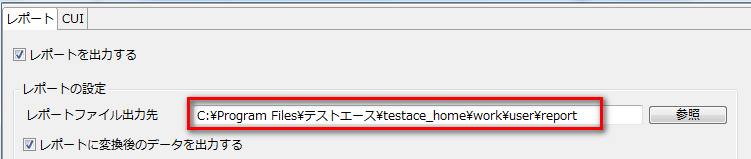 レポート CUI
レポートを出力する
レポートの設定
レポートファイル出力先 C:¥Program Files¥テストエース¥testace_home¥work¥user¥report 参照
レポートに変換後のデータを出力する